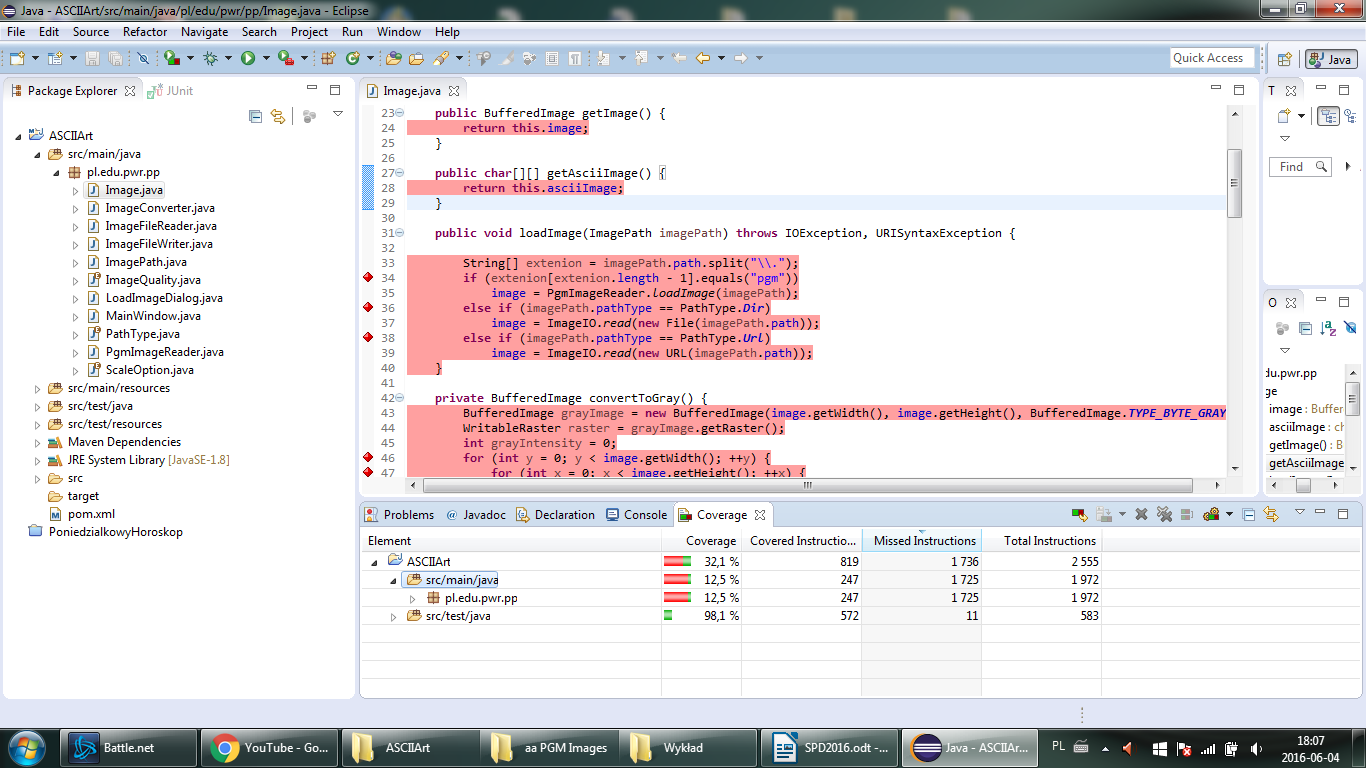 Java - ASCIIArt/src/main/java/pl/edu/pwr/pp/Image.java - Eclipse
File Edit Source Refactor Navigate Search Project Run Window Help
Quick Access
Java
Package Explorer
JUnit
ASCIIArt
src/main/java
pl.edu.pwr.pp
Image.java
ImageConverter.java
ImageFileReader.java
ImageFileWriter.java
ImagePath.java
ImageQuality.java
LoadImageDialog.java
MainWindow.java
PathType.java
PgmImageReader.java
ScaleOption.java
src/main/resources
src/test/java
src/test/resources
Maven Dependencies
JRE System Library [JavaSE-1.8]
src
target
pom.xml
PoniedzialkowyHoroskop
Image.java
23 public BufferedImage getImage() {
24 return this.image;
25 }
26
27 public char[][] getAsciiImage() {
28 return this.asciiImage;
29 }
30
31 public void loadImage(ImagePath imagePath) throws IOException, URISyntaxException {
32
33 String[] extenion = imagePath.path.split("\\.");
34 if (extenion[extenion.length - 1].equals("pgm"))
35 image = PgmImageReader.loadImage(imagePath);
36 else if (imagePath.pathType == PathType.Dir)
37 image = ImageIO.read(new File(imagePath.path));
38 else if (imagePath.pathType == PathType.Url)
39 image = ImageIO.read(new URL(imagePath.path));
40 }
41
42 private BufferedImage convertToGray() {
43 BufferedImage grayImage = new BufferedImage(image.getWidth(), image.getHeight(), BufferedImage.TYPE_BYTE_GRAY
44 WritableRaster raster = grayImage.getRaster();
45 int grayIntensity = 0;
46 for (int y = 0; y < image.getWidth(); ++y) {
47 for (int x = 0; x < image.getHeight(); ++x) {
T
Find
O
du.pwr.pp
ge
image : Buffer
asciiImage : ch
getImage() : B
getAsciiImage
Problems @ Javadoc Declaration Console Coverage
Element Coverage Covered Instructio... Missed Instructions Total Instructions
ASCIIArt 32,1 % 819 1 736 2 555
src/main/java 12,5 % 247 1 725 1 972
pl.edu.pwr.pp 12,5 % 247 1 725 1 972
src/test/java 98,1 % 572 11 583
Battle.net
YouTube - Go...
ASCIIArt
aa PGM Images
Wykład
SPD2016.odt -...
Java - ASCIIAr...
PL
18:07
2016-06-04